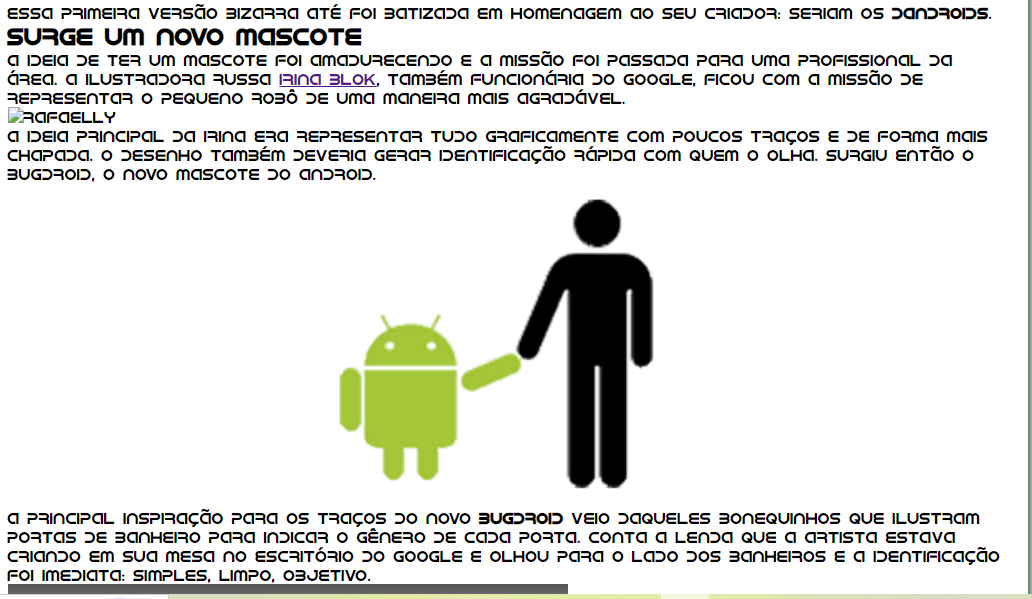 Essa primeira versão bizarra até foi batizada em homenagem ao seu criador: seriam os Dandroids.
Surge um novo mascote
A ideia de ter um mascote foi amadurecendo e a missão foi passada para uma profissional da
área. A ilustradora russa Irina Blok, também funcionária do Google, ficou com a missão de
representar o pequeno robô de uma maneira mais agradável.
Rafaelly
A ideia principal da Irina era representar tudo graficamente com poucos traços e de forma mais
chapada. O desenho também deveria gerar identificação rápida com quem o olha. Surgiu então o
Bugdroid, o novo mascote do Android.
A principal inspiração para os traços do novo Bugdroid veio daqueles bonequinhos que ilustram
portas de banheiro para indicar o gênero de cada porta. Conta a lenda que a artista estava
criando em sua mesa no escritório do Google e olhou para o lado dos banheiros e a identificação
foi imediata: simples, limpo, objetivo.